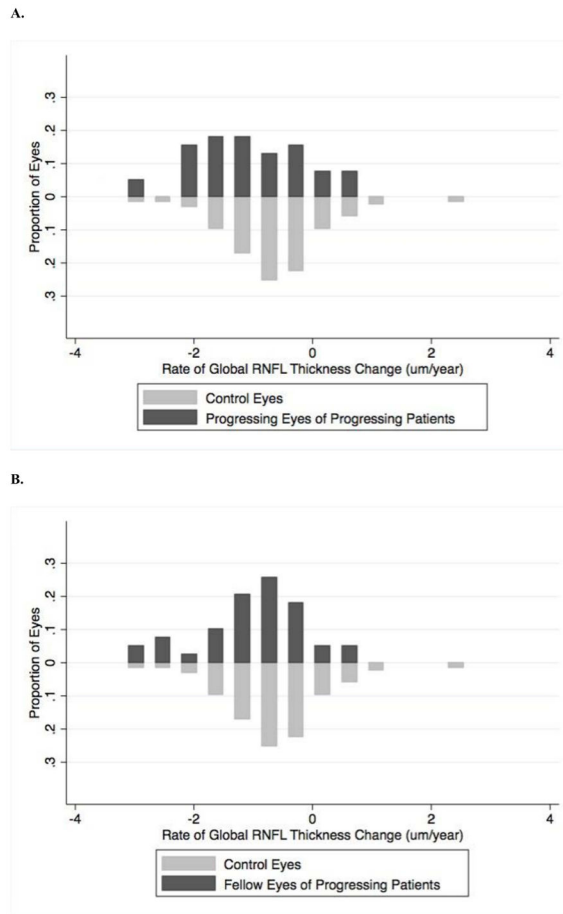 A.
.3
.2
.1
0
.1
.2
.3
Proportion of Eyes
-4 -2 0 2 4
Rate of Global RNFL Thickness Change (um/year)
Control Eyes
Progressing Eyes of Progressing Patients
B.
.3
.2
.1
0
.1
.2
.3
Proportion of Eyes
-4 -2 0 2 4
Rate of Global RNFL Thickness Change (um/year)
Control Eyes
Fellow Eyes of Progressing Patients